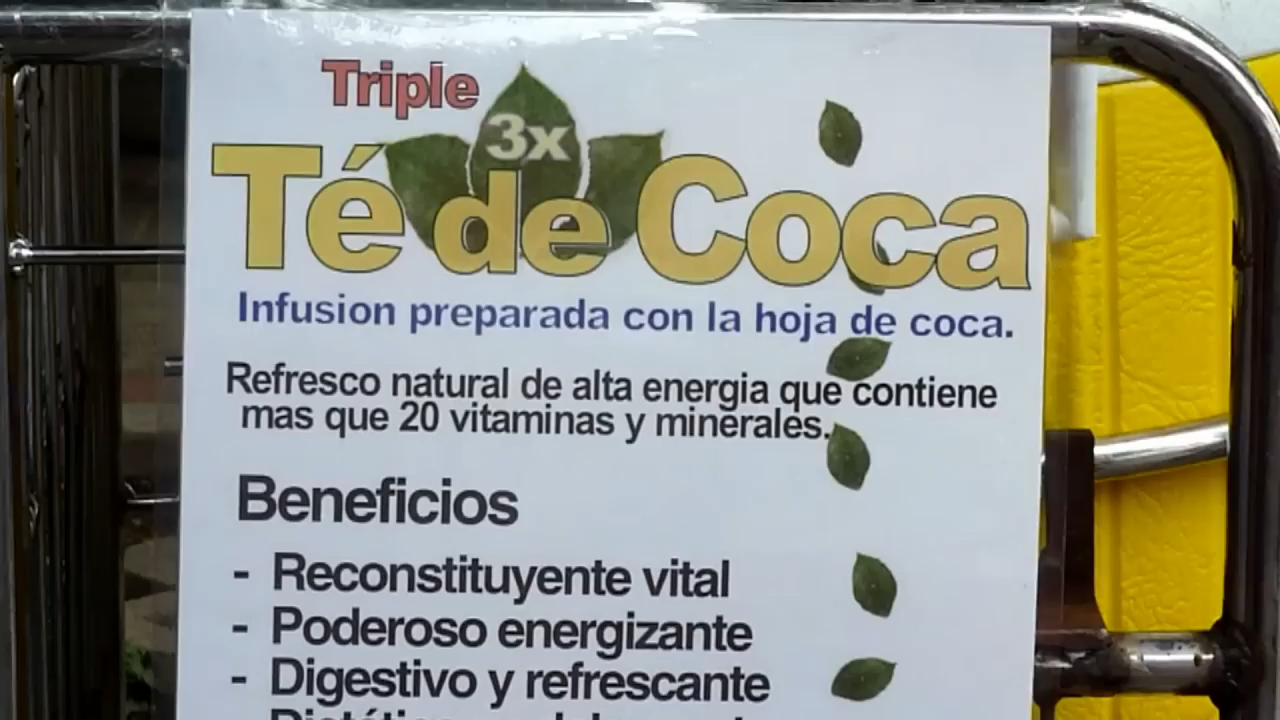 Triple
3x
Té de Coca
Infusion preparada con la hoja de coca.
Refresco natural de alta energia que contiene
mas que 20 vitaminas y minerales.
Beneficios
- Reconstituyente vital
- Poderoso energizante
- Digestivo y refrescante